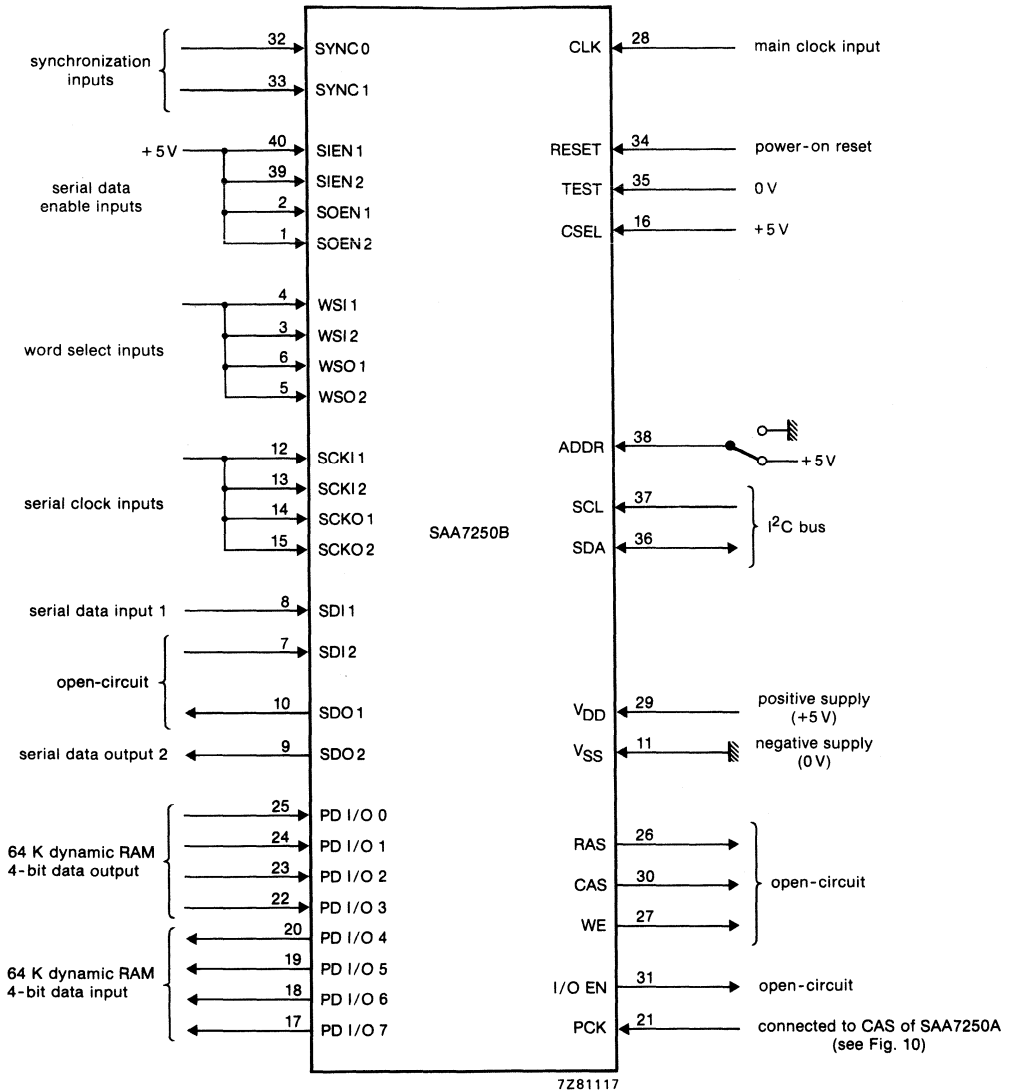 synchronization
inputs
32 SYNC 0
33 SYNC 1
+5V
serial data
enable inputs
40 SIEN 1
39 SIEN 2
2 SOEN 1
1 SOEN 2
word select inputs
4 WSI 1
3 WSI 2
6 WSO 1
5 WSO 2
serial clock inputs
12 SCKI 1
13 SCKI 2
14 SCKO 1
15 SCKO 2
serial data input 1
8 SDI 1
open-circuit
7 SDI 2
10 SDO 1
serial data output 2
9 SDO 2
64 K dynamic RAM
4-bit data output
25 PD I/O 0
24 PD I/O 1
23 PD I/O 2
22 PD I/O 3
64 K dynamic RAM
4-bit data input
20 PD I/O 4
19 PD I/O 5
18 PD I/O 6
17 PD I/O 7
SAA7250B
CLK 28 main clock input
RESET 34 power-on reset
TEST 35 0 V
CSEL 16 +5 V
ADDR 38
+5V
SCL 37
SDA 36
I²C bus
VDD 29 positive supply
(+5 V)
VSS 11 negative supply
(0 V)
RAS 26
CAS 30
WE 27
open-circuit
I/O EN 31 open-circuit
PCK 21 connected to CAS of SAA7250A
(see Fig. 10)
7Z81117